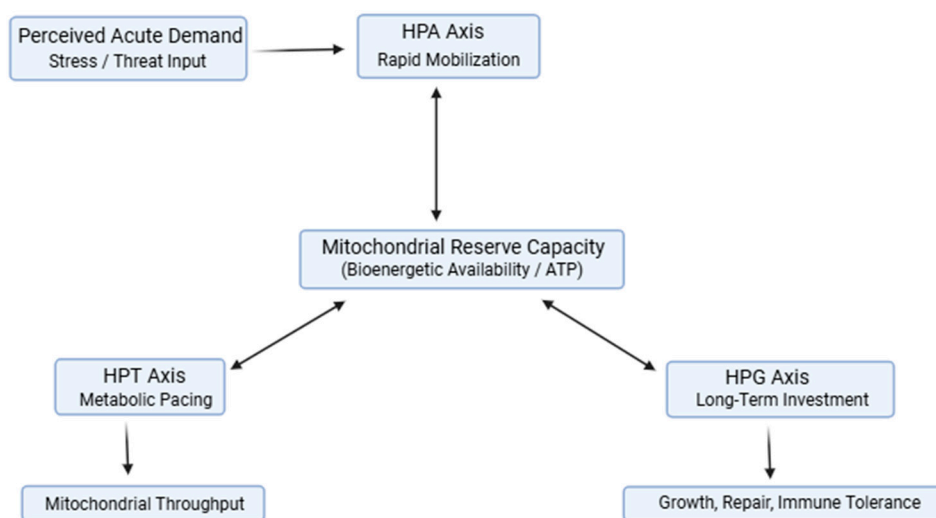 Perceived Acute Demand
Stress / Threat Input
HPA Axis
Rapid Mobilization
Mitochondrial Reserve Capacity
(Bioenergetic Availability / ATP)
HPT Axis
Metabolic Pacing
HPG Axis
Long-Term Investment
Mitochondrial Throughput
Growth, Repair, Immune Tolerance